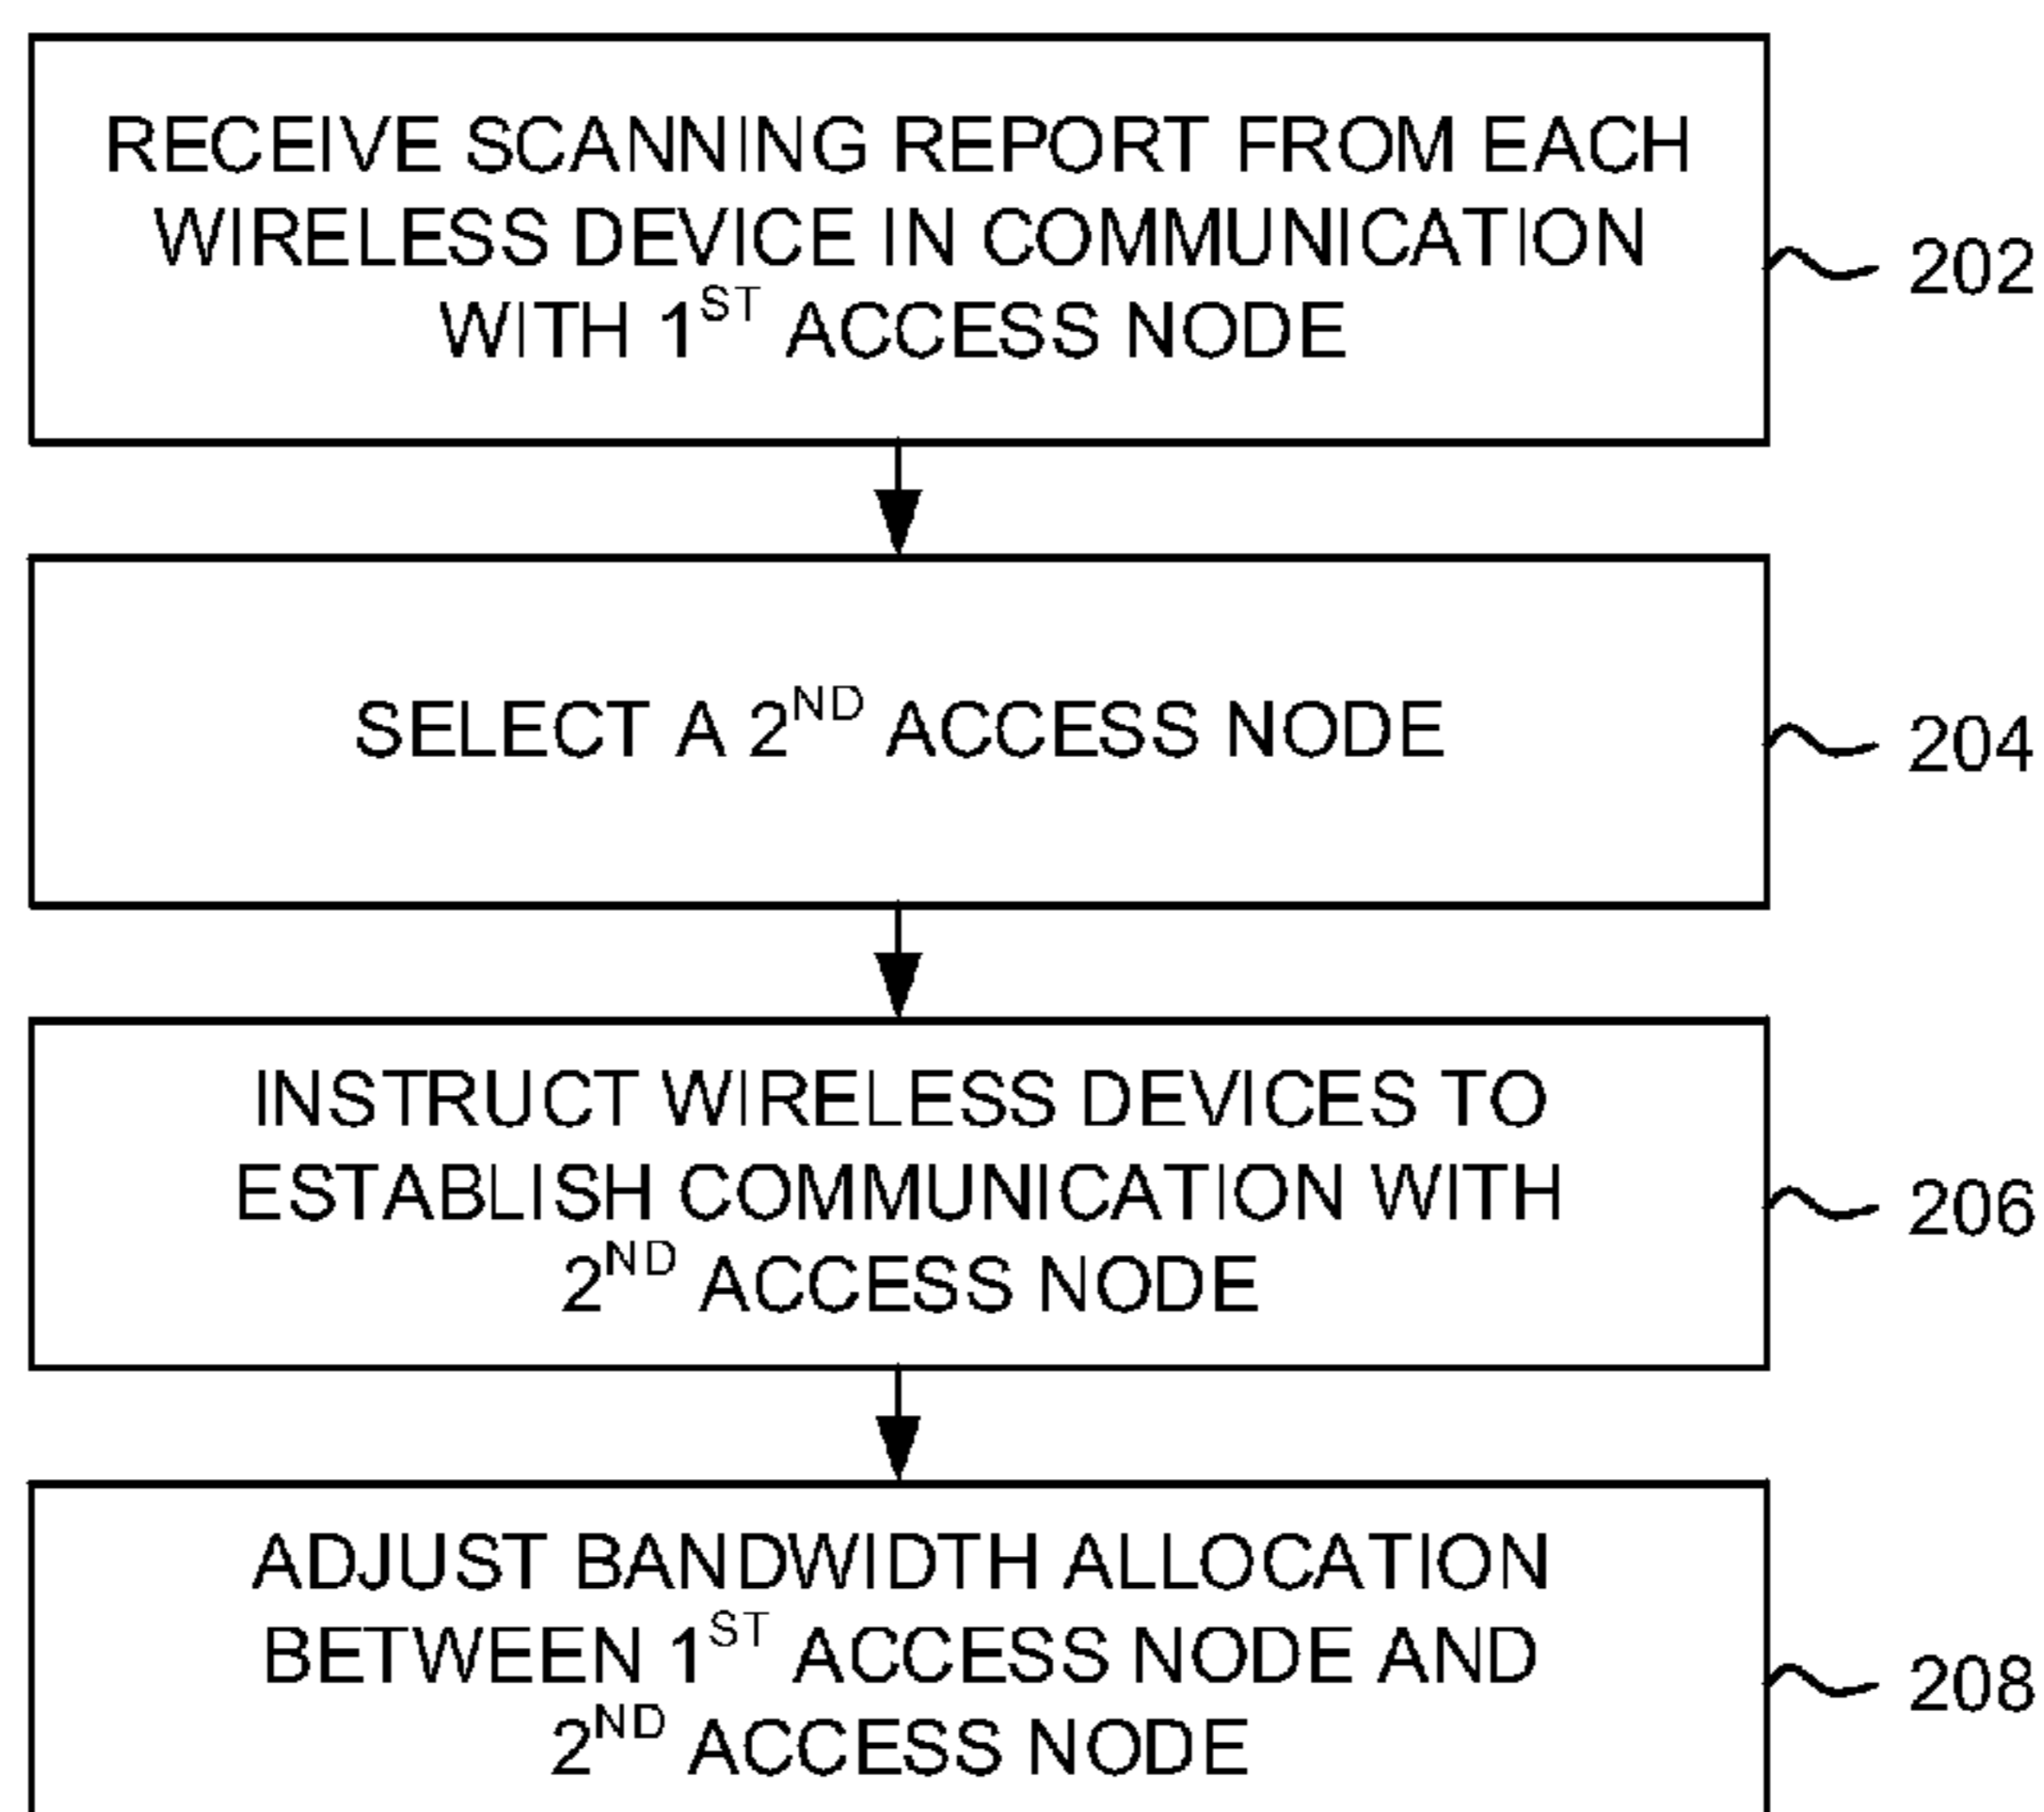 RECEIVE SCANNING REPORT FROM EACH
WIRELESS DEVICE IN COMMUNICATION
WITH 1ST ACCESS NODE
202
SELECT A 2ND ACCESS NODE
204
INSTRUCT WIRELESS DEVICES TO
ESTABLISH COMMUNICATION WITH
2ND ACCESS NODE
206
ADJUST BANDWIDTH ALLOCATION
BETWEEN 1ST ACCESS NODE AND
2ND ACCESS NODE
208